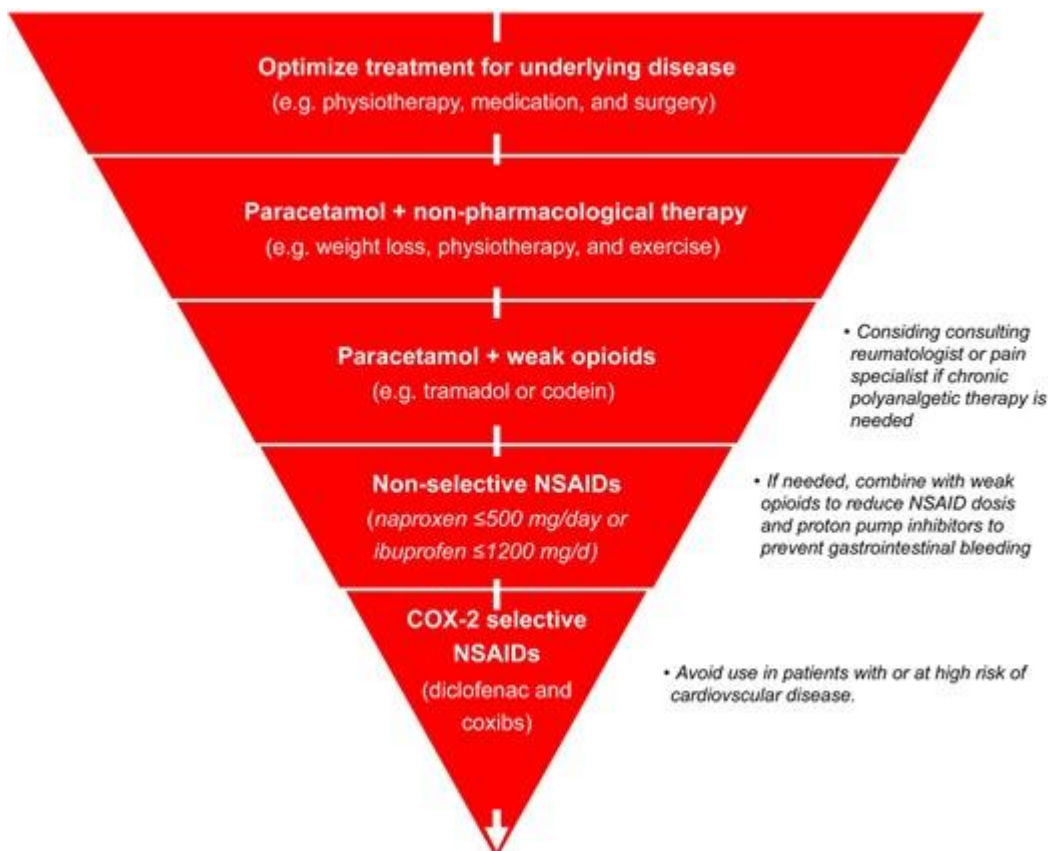 Optimize treatment for underlying disease
(e.g. physiotherapy, medication, and surgery)
Paracetamol + non-pharmacological therapy
(e.g. weight loss, physiotherapy, and exercise)
Paracetamol + weak opioids
(e.g. tramadol or codein)
• Considing consulting
reumatologist or pain
specialist if chronic
polyanalgetic therapy is
needed
Non-selective NSAIDs
(naproxen ≤500 mg/day or
ibuprofen ≤1200 mg/d)
• If needed, combine with weak
opioids to reduce NSAID dosis
and proton pump inhibitors to
prevent gastrointestinal bleeding
COX-2 selective
NSAIDs
(diclofenac and
coxibs)
• Avoid use in patients with or at high risk of
cardiovscular disease.